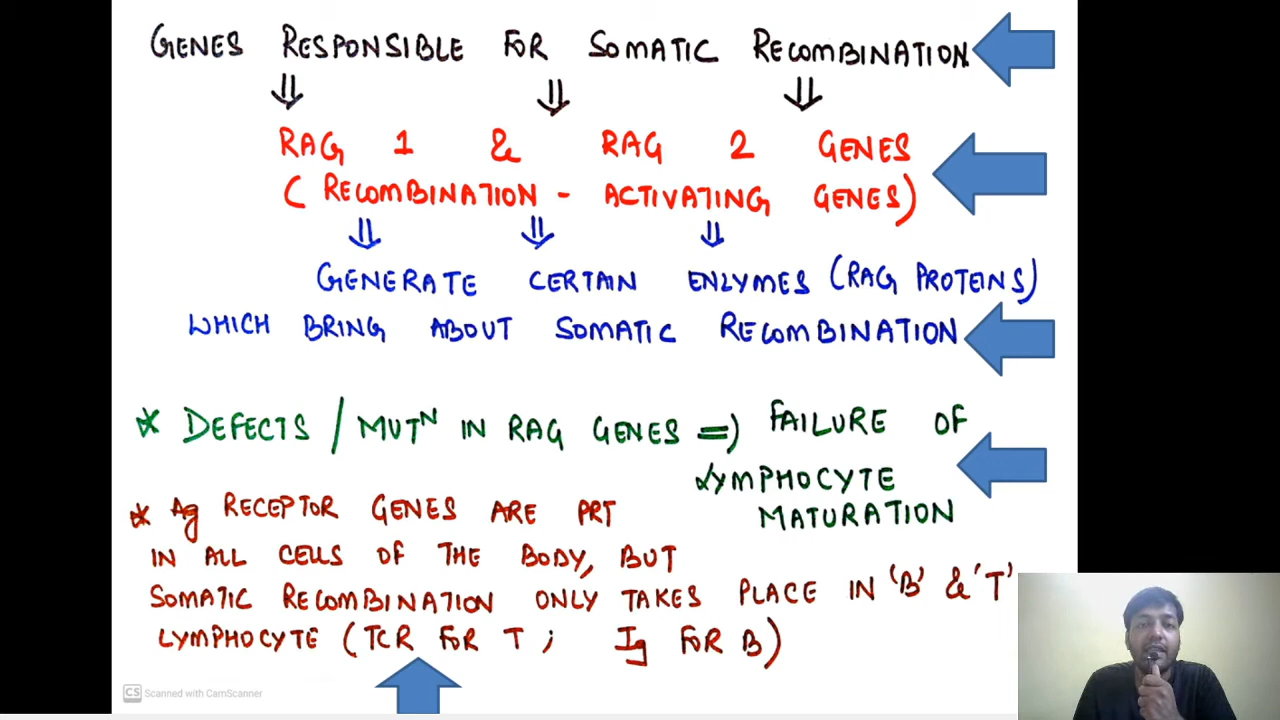 GENES RESPONSIBLE FOR SOMATIC RECOMBINATION
⇓ ⇓ ⇓
RAG 1 & RAG 2 GENES
(RECOMBINATION - ACTIVATING GENES)
⇓ ⇓ ⇓
GENERATE CERTAIN ENZYMES (RAG PROTEINS)
WHICH BRING ABOUT SOMATIC RECOMBINATION
* DEFECTS / MUTN IN RAG GENES => FAILURE OF
LYMPHOCYTE
MATURATION
* Ag RECEPTOR GENES ARE PRT
IN ALL CELLS OF THE BODY, BUT
SOMATIC RECOMBINATION ONLY TAKES PLACE IN 'B' & 'T'
LYMPHOCYTE (TCR FOR T ; Ig FOR B)
CS Scanned with CamScanner